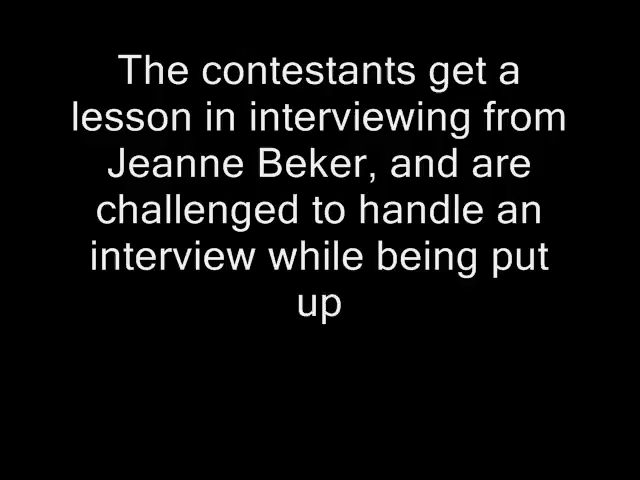 The contestants get a
lesson in interviewing from
Jeanne Beker, and are
challenged to handle an
interview while being put
up